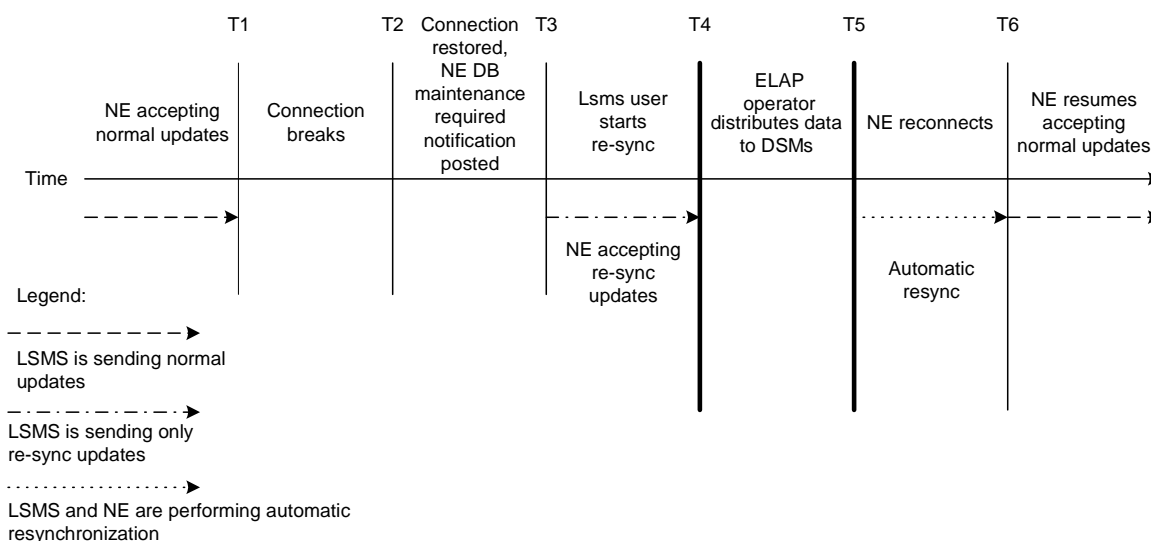 T1
T2
T3
T4
T5
T6
NE accepting
normal updates
Connection
breaks
Connection
restored,
NE DB
maintenance
required
notification
posted
Lsms user
starts
re-sync
ELAP
operator
distributes data
to DSMs
NE reconnects
NE resumes
accepting
normal updates
Time
NE accepting
re-sync
updates
Automatic
resync
Legend:
LSMS is sending normal
updates
LSMS is sending only
re-sync updates
LSMS and NE are performing automatic
resynchronization